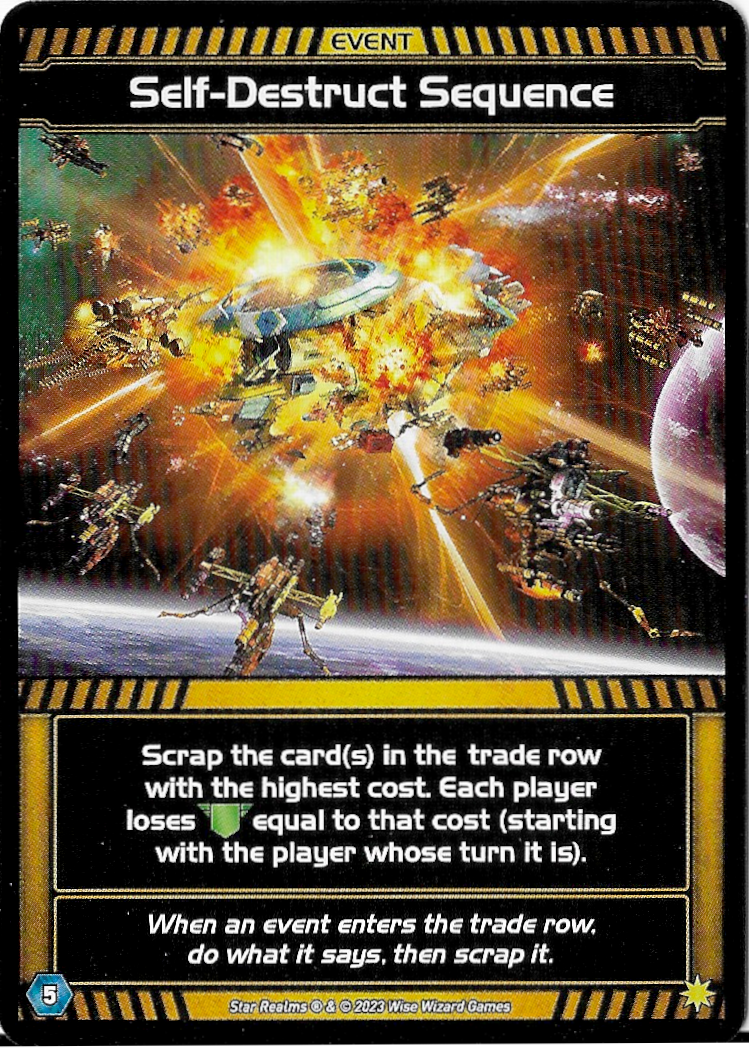 EVENT
Self-Destruct Sequence
Scrap the card(s) in the trade row
with the highest cost. Each player
loses equal to that cost (starting
with the player whose turn it is).
When an event enters the trade row,
do what it says, then scrap it.
5
Star Realms ® & © 2023 Wise Wizard Games